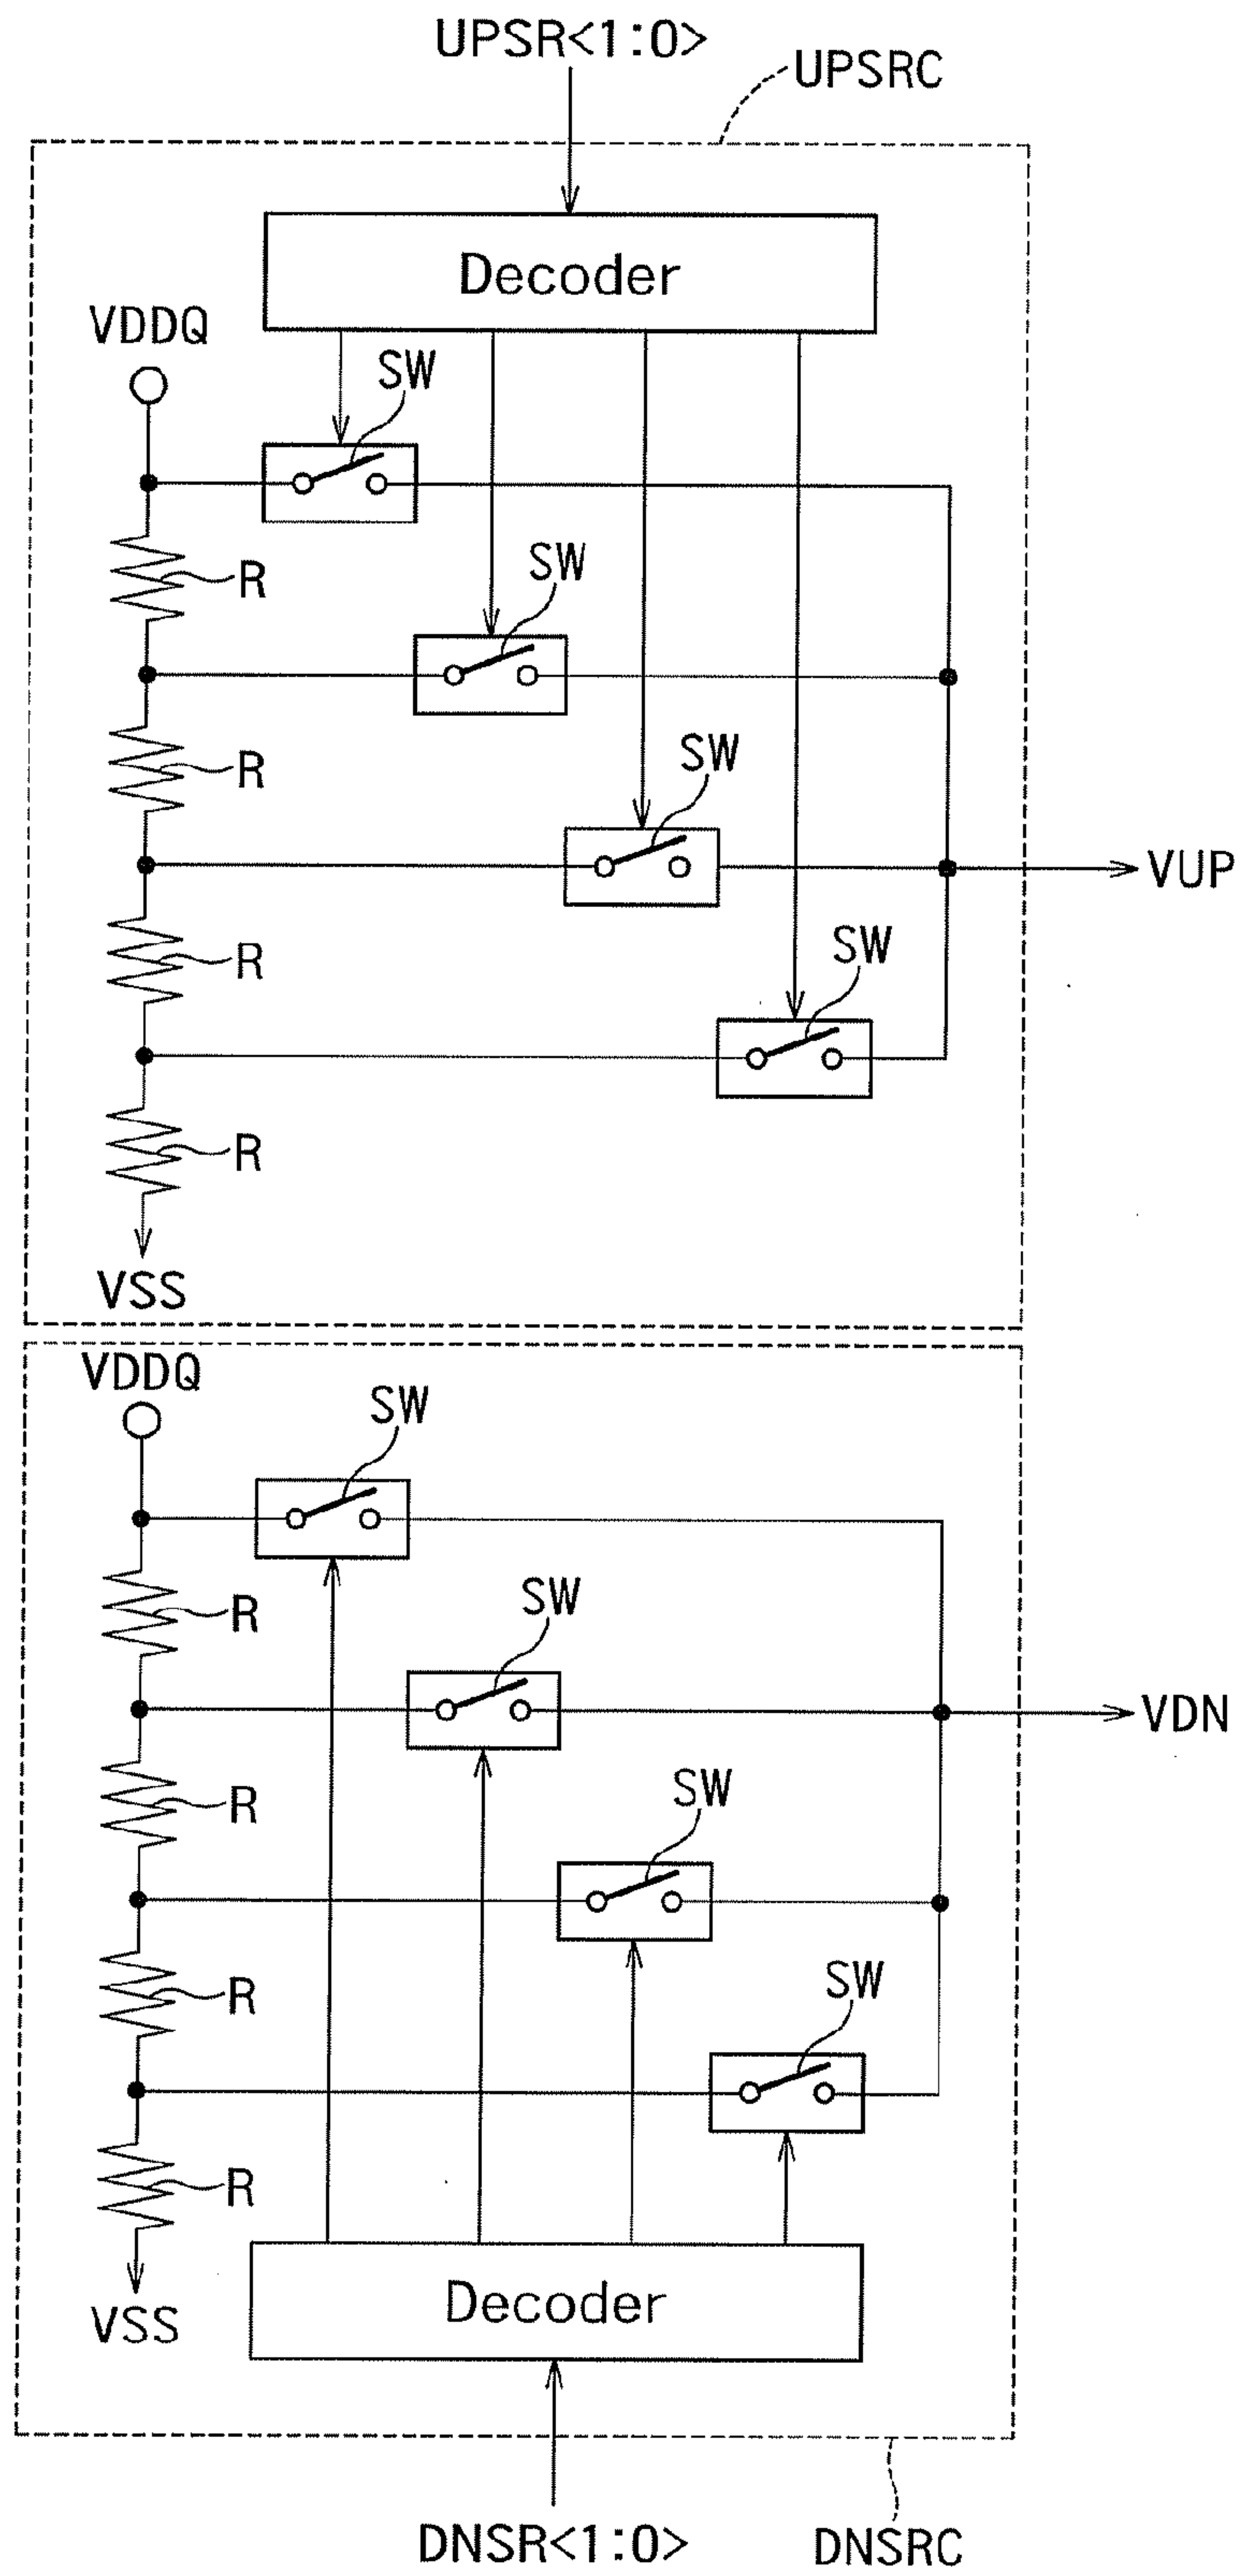 UPSR<1:0>
UPSRC
Decoder
VDDQ
SW
R
SW
R
SW
VUP
R
SW
R
VSS
VDDQ
SW
R
SW
VDN
R
SW
R
SW
R
VSS
Decoder
DNSR<1:0>
DNSRC